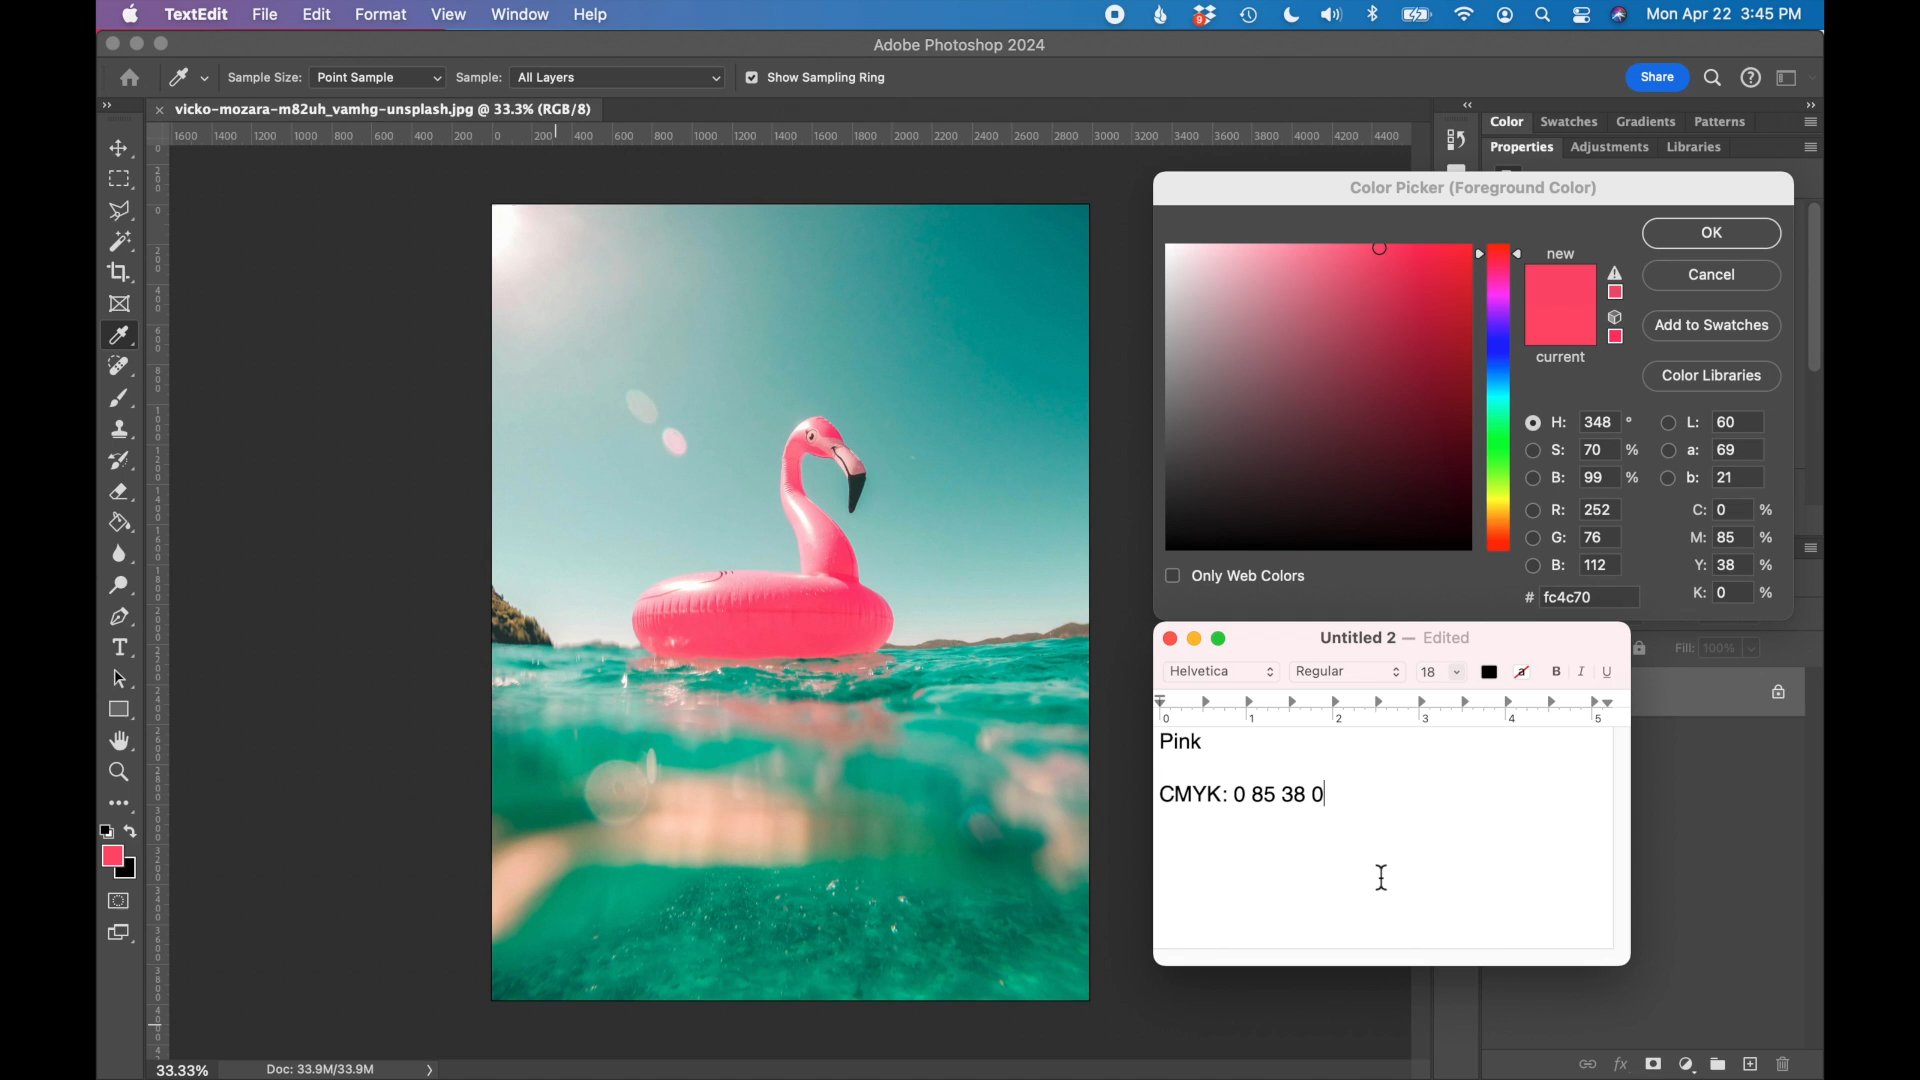 TextEdit File Edit Format View Window Help
9
Mon Apr 22 3:45 PM
Adobe Photoshop 2024
Sample Size: Point Sample Sample: All Layers Show Sampling Ring
Share
vicko-mozara-m82uh_vamhg-unsplash.jpg @ 33.3% (RGB/8)
1600 1400 1200 1000 800 600 400 200 0 200 400 600 800 1000 1200 1400 1600 1800 2000 2200 2400 2600 2800 3000 3200 3400 3600 3800 4000 4200 4400
Color Swatches Gradients Patterns
Properties Adjustments Libraries
Color Picker (Foreground Color)
new
current
OK
Cancel
Add to Swatches
Color Libraries
H: 348 ° L: 60
S: 70 % a: 69
B: 99 % b: 21
R: 252 C: 0 %
G: 76 M: 85 %
B: 112 Y: 38 %
# fc4c70 K: 0 %
Only Web Colors
Fill: 100%
Untitled 2 — Edited
Helvetica Regular 18 a B I U
0 1 2 3 4 5
Pink
CMYK: 0 85 38 0
33.33% Doc: 33.9M/33.9M
fx